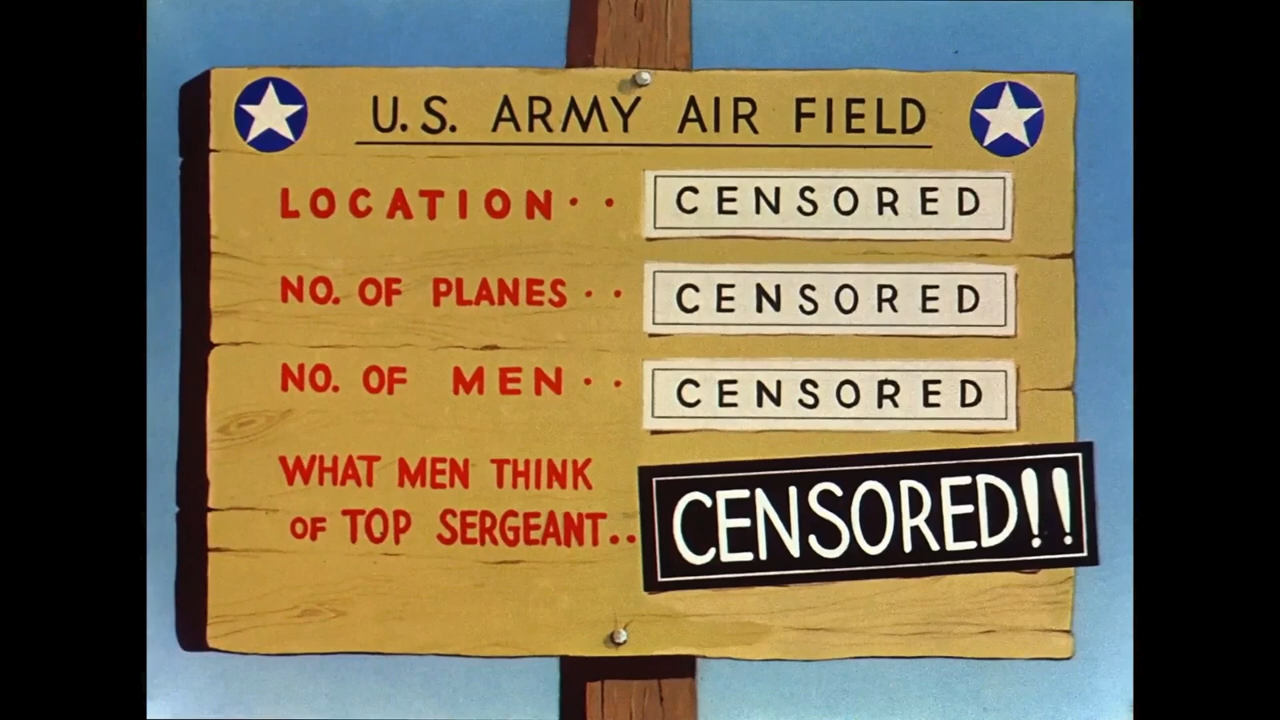 U.S. ARMY AIR FIELD
LOCATION.. CENSORED
NO. OF PLANES.. CENSORED
NO. OF MEN.. CENSORED
WHAT MEN THINK
OF TOP SERGEANT.. CENSORED!!